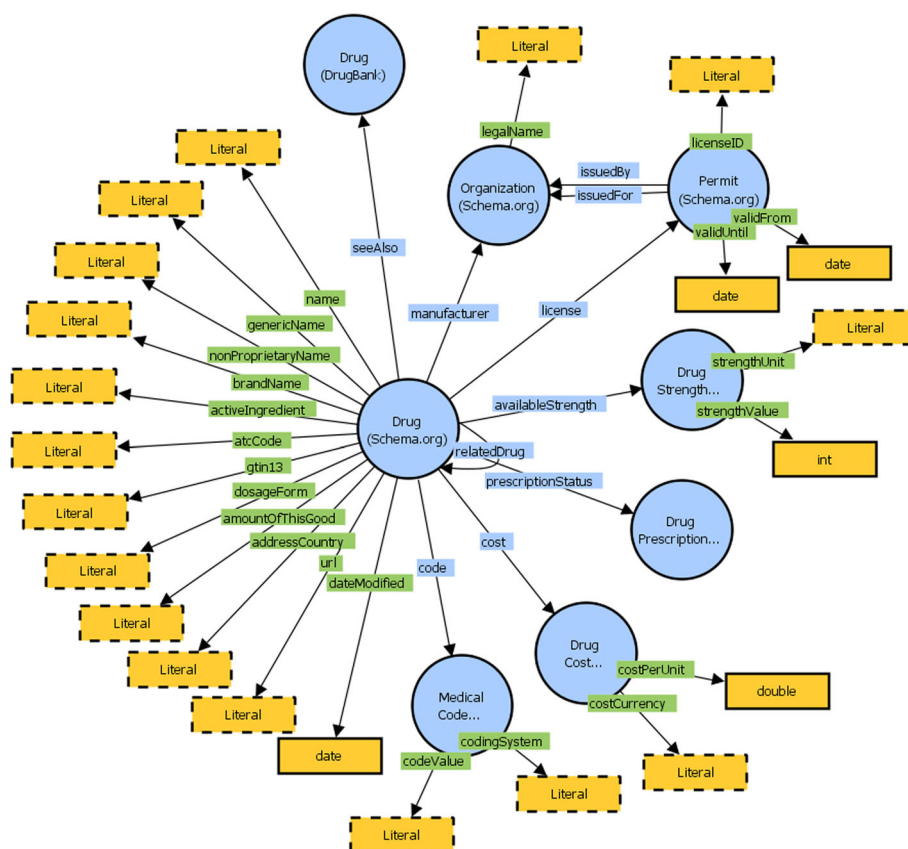 Literal
Drug
(DrugBank)
Literal
legalName
licenseID
Literal
Literal
Organization
(Schema.org)
issuedBy
issuedFor
Permit
(Schema.org)
validFrom
validUntil
date
date
Literal
seeAlso
manufacturer
license
name
genericName
nonProprietaryName
brandName
activeIngredient
atcCode
gtin13
dosageForm
amountOfThisGood
addressCountry
url
dateModified
Literal
Literal
Literal
Literal
Literal
Literal
Literal
Literal
Literal
date
Drug
(Schema.org)
availableStrength
relatedDrug
prescriptionStatus
Drug
Strength...
strengthUnit
strengthValue
Literal
int
Drug
Prescription...
code
cost
Drug
Cost...
costPerUnit
costCurrency
double
Literal
Medical
Code...
codingSystem
codeValue
Literal
Literal